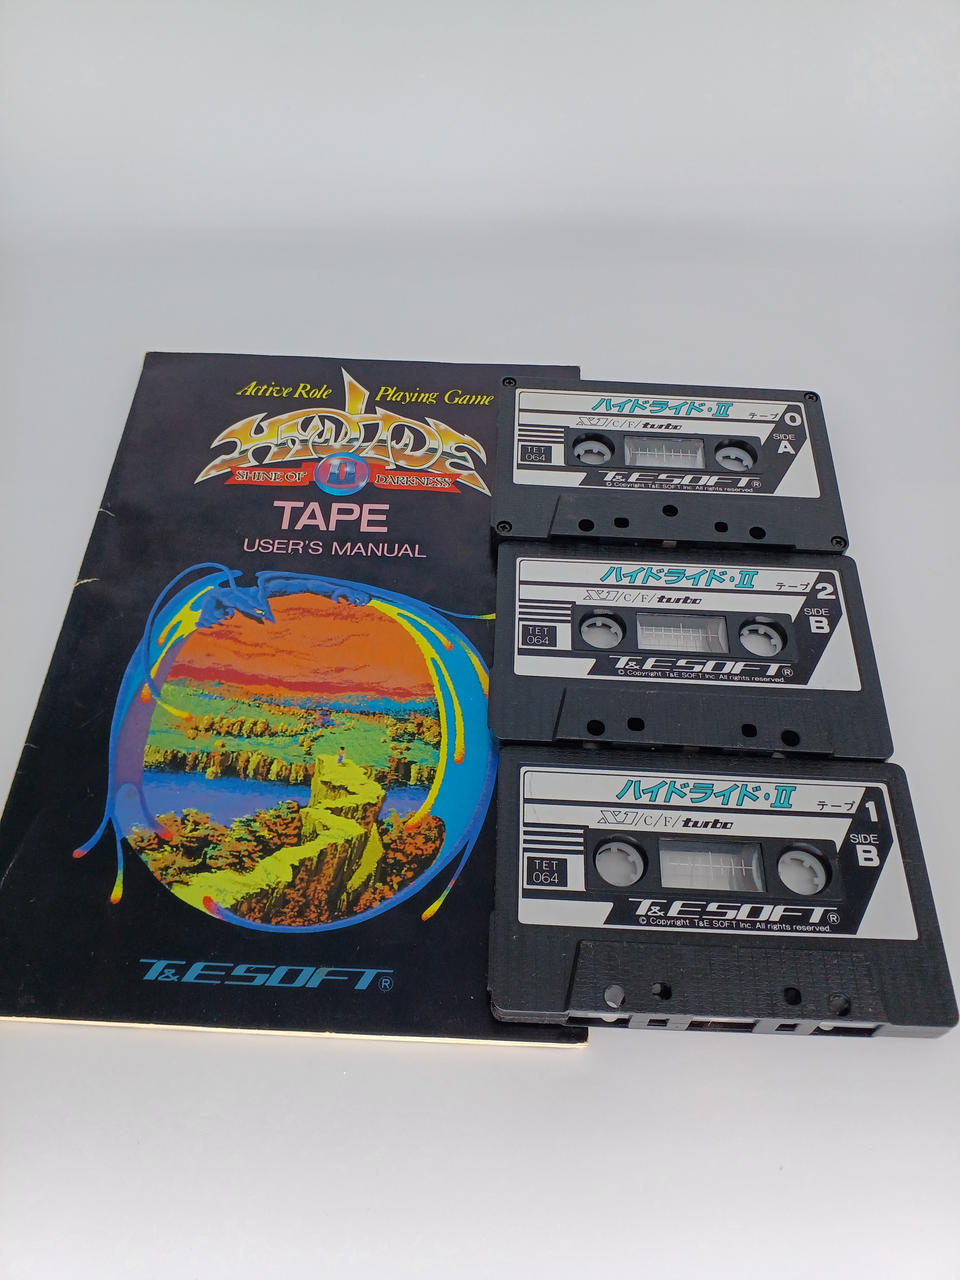 Active Role Playing Game
HYDLIDE
SHINE OF II DARKNESS
TAPE
USER'S MANUAL
T&E SOFT®
ハイドライド・II
テープ0
X1/C/F/turbo
SIDE
A
TET
064
T&E SOFT®
© Copyright T&E SOFT Inc. All rights reserved.
ハイドライド・II
テープ2
X1/C/F/turbo
SIDE
B
TET
064
T&E SOFT®
© Copyright T&E SOFT Inc. All rights reserved.
ハイドライド・II
テープ1
X1/C/F/turbo
SIDE
B
TET
064
T&E SOFT®
© Copyright T&E SOFT Inc. All rights reserved.